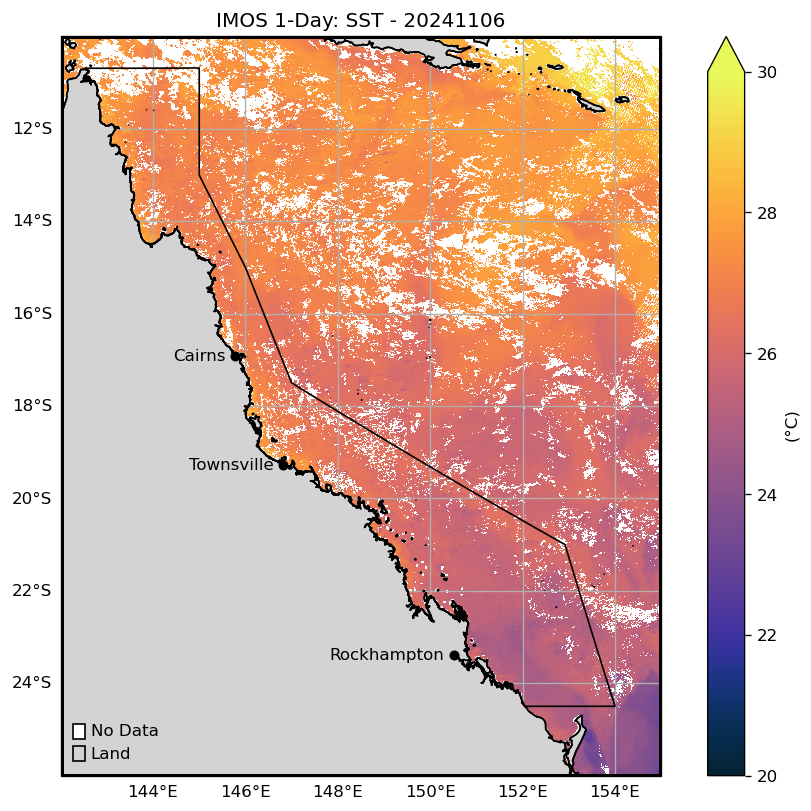 IMOS 1-Day: SST - 20241106
12°S
14°S
16°S
Cairns
18°S
Townsville
20°S
22°S
Rockhampton
24°S
No Data
Land
144°E 146°E 148°E 150°E 152°E 154°E
30
28
26
(°C)
24
22
20